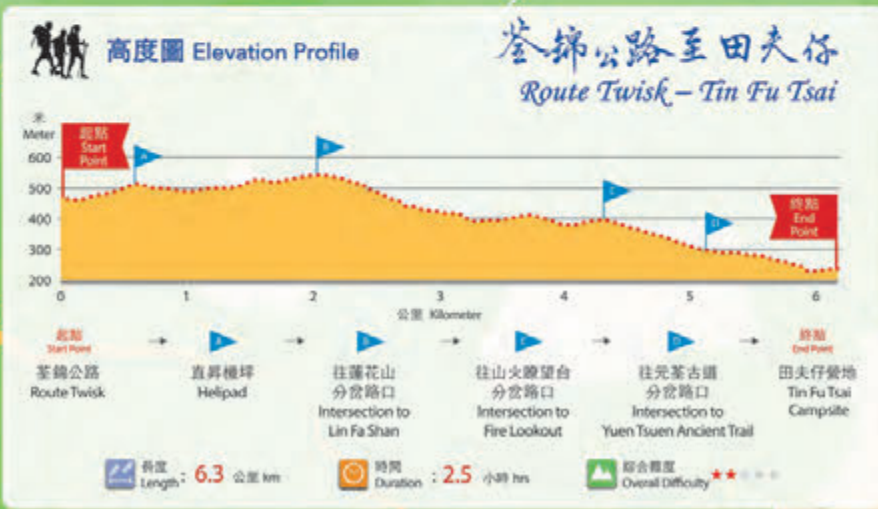 高度圖 Elevation Profile
荃錦公路至田夫仔
Route Twisk – Tin Fu Tsai
米
Meter
600
500
400
300
200
起點
Start
Point
A
B
C
D
終點
End
Point
0 1 2 3 4 5 6
公里 Kilometer
起點
Start Point
荃錦公路
Route Twisk
A
直昇機坪
Helipad
B
往蓮花山
分岔路口
Intersection to
Lin Fa Shan
C
往山火瞭望台
分岔路口
Intersection to
Fire Lookout
D
往元荃古道
分岔路口
Intersection to
Yuen Tsuen Ancient Trail
終點
End Point
田夫仔營地
Tin Fu Tsai
Campsite
長度
Length : 6.3 公里 km
時間
Duration : 2.5 小時 hrs
綜合難度
Overall Difficulty